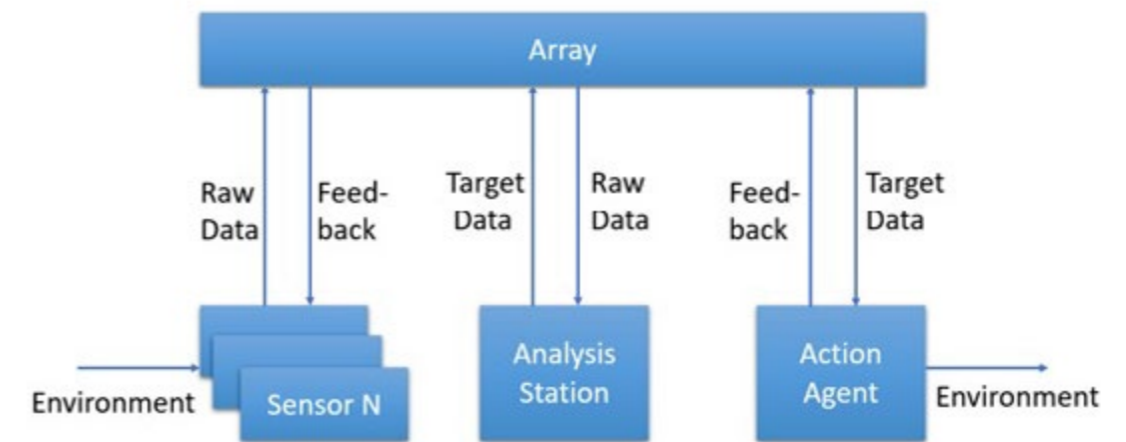 Array
Raw
Data
Feed-
back
Target
Data
Raw
Data
Feed-
back
Target
Data
Environment
Sensor N
Analysis
Station
Action
Agent
Environment